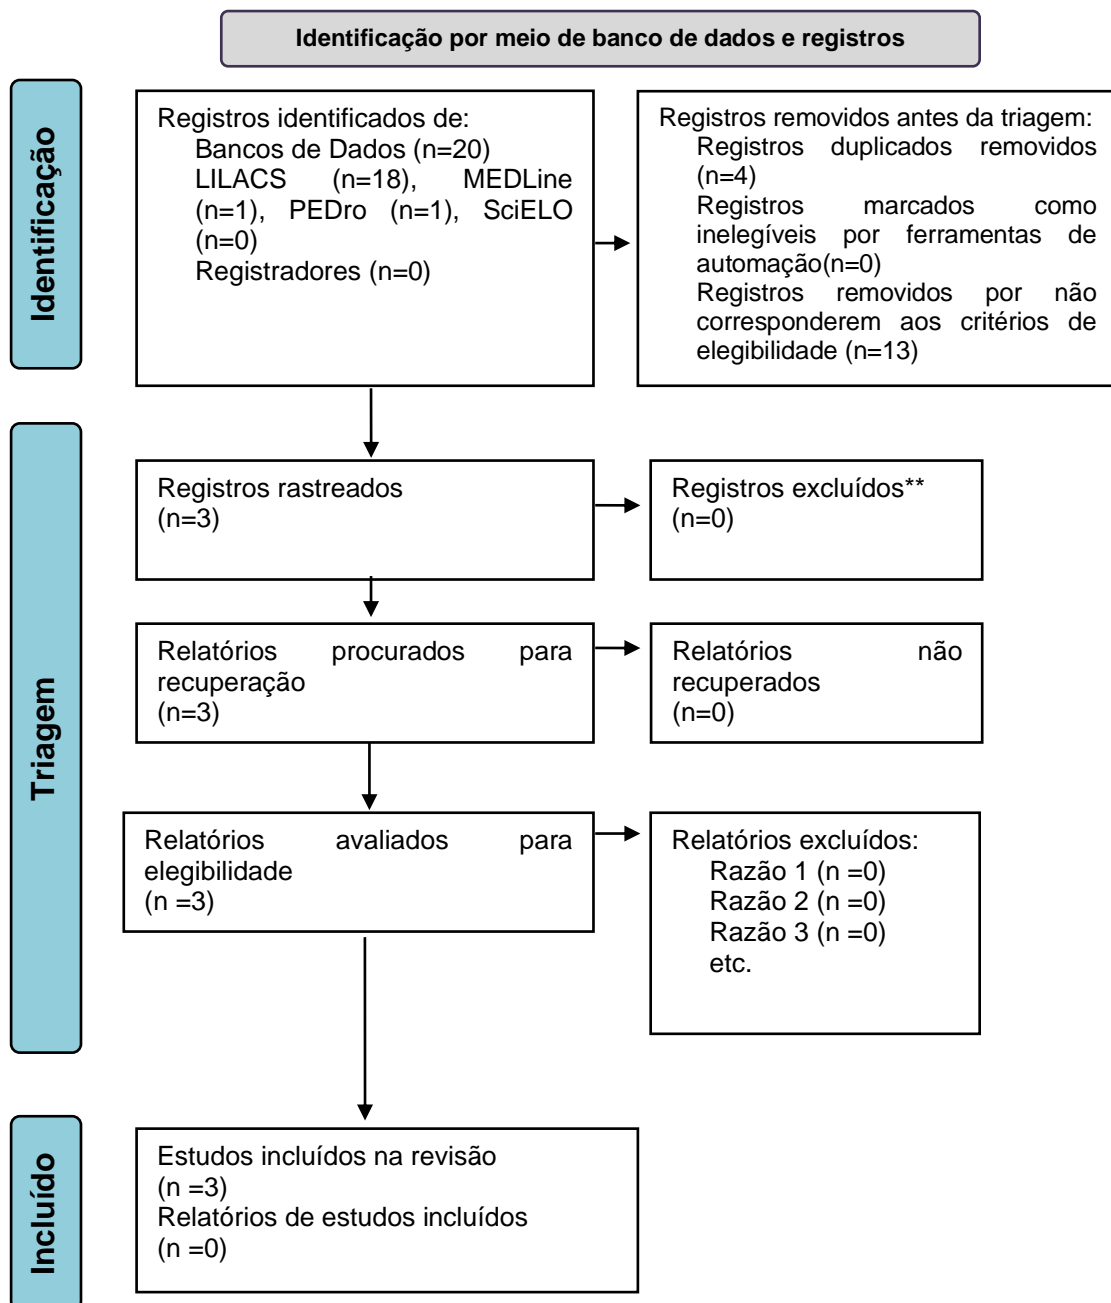 Identificação por meio de banco de dados e registros
Identificação
Registros identificados de:
Bancos de Dados (n=20)
LILACS (n=18), MEDLine
(n=1), PEDro (n=1), SciELO
(n=0)
Registradores (n=0)
Registros removidos antes da triagem:
Registros duplicados removidos
(n=4)
Registros marcados como
inelegíveis por ferramentas de
automação(n=0)
Registros removidos por não
corresponderem aos critérios de
elegibilidade (n=13)
Triagem
Registros rastreados
(n=3)
Registros excluídos**
(n=0)
Relatórios procurados para
recuperação
(n=3)
Relatórios não
recuperados
(n=0)
Relatórios avaliados para
elegibilidade
(n =3)
Relatórios excluídos:
Razão 1 (n =0)
Razão 2 (n =0)
Razão 3 (n =0)
etc.
Incluído
Estudos incluídos na revisão
(n =3)
Relatórios de estudos incluídos
(n =0)